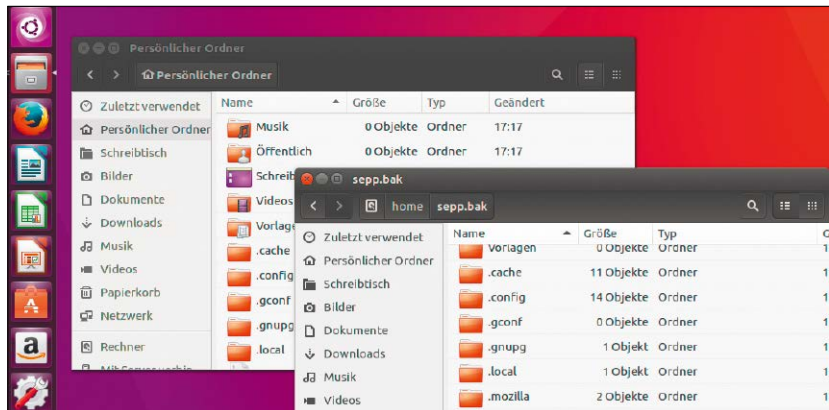 Persönlicher Ordner
Persönlicher Ordner
Zuletzt verwendet
Persönlicher Ordner
Schreibtisch
Bilder
Dokumente
Downloads
Musik
Videos
Papierkorb
Netzwerk
Rechner
Name Größe Typ Geändert
Musik 0 Objekte Ordner 17:17
Öffentlich 0 Objekte Ordner 17:17
Schreib
Videos
Vorlag
.cache
.config
.gconf
.gnupg
.local
sepp.bak
home sepp.bak
Zuletzt verwendet
Persönlicher Ordner
Schreibtisch
Bilder
Dokumente
Downloads
Musik
Videos
Name Größe Typ
Vorlagen 0 Objekte Ordner
.cache 11 Objekte Ordner
.config 14 Objekte Ordner
.gconf 0 Objekte Ordner
.gnupg 1 Objekt Ordner
.local 1 Objekt Ordner
.mozilla 2 Objekte Ordner